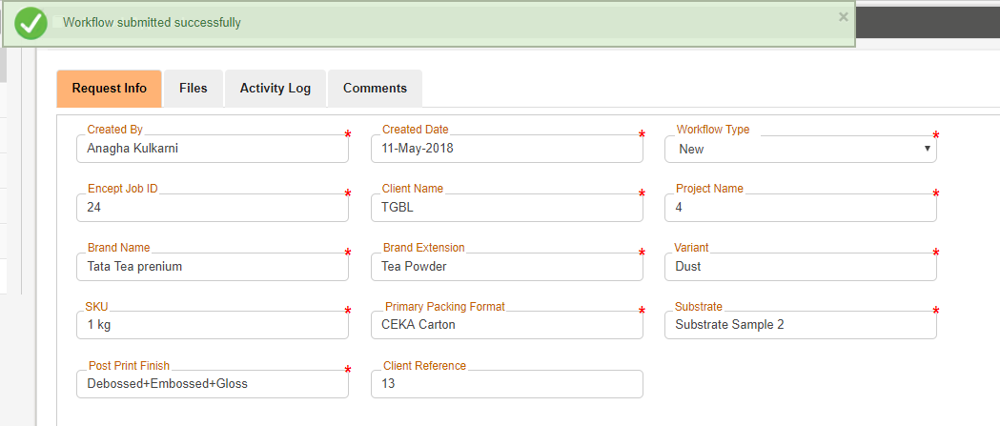 Workflow submitted successfully
×
Request Info Files Activity Log Comments
Created By * Created Date * Workflow Type *
Anagha Kulkarni 11-May-2018 New
Encept Job ID * Client Name * Project Name *
24 TGBL 4
Brand Name * Brand Extension * Variant *
Tata Tea prenium Tea Powder Dust
SKU * Primary Packing Format * Substrate *
1 kg CEKA Carton Substrate Sample 2
Post Print Finish * Client Reference
Debossed+Embossed+Gloss 13